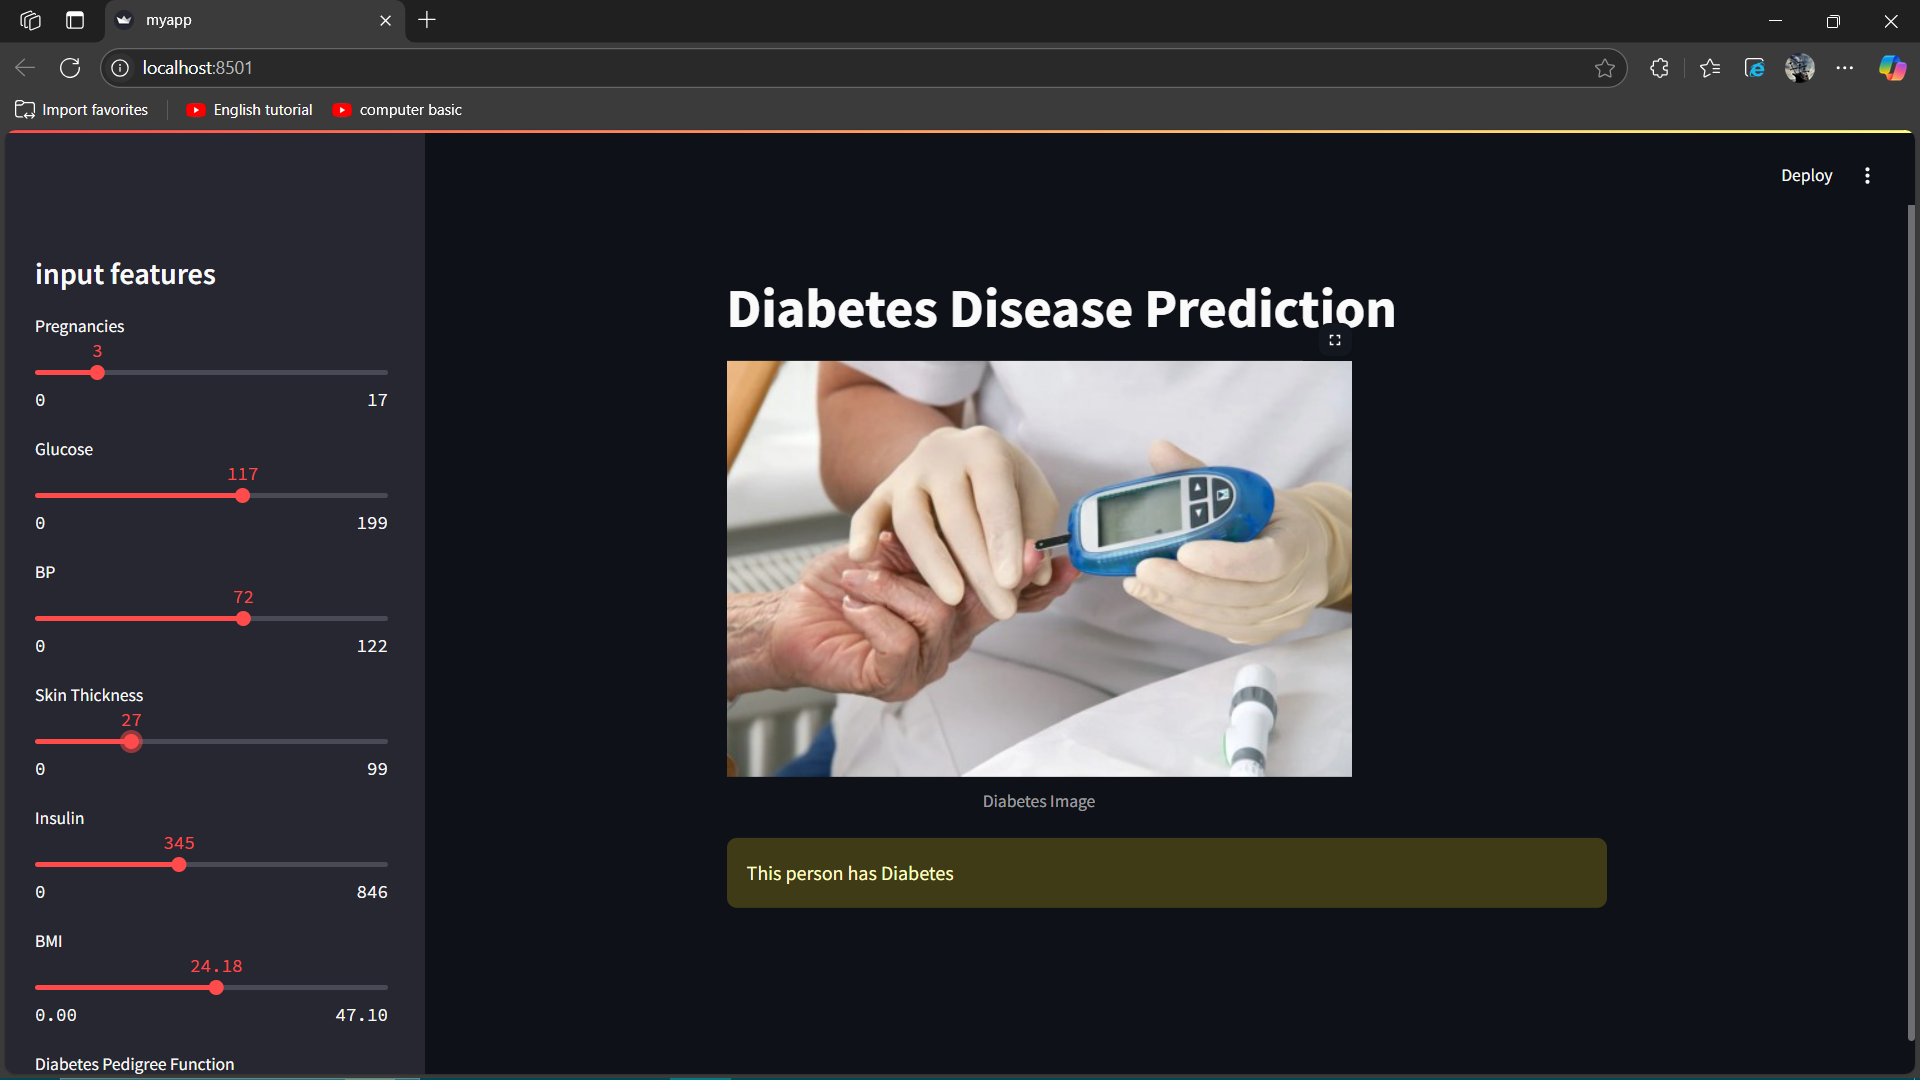 myapp
localhost:8501
Import favorites
English tutorial
computer basic
Deploy
input features
Pregnancies
3
0 17
Glucose
117
0 199
BP
72
0 122
Skin Thickness
27
0 99
Insulin
345
0 846
BMI
24.18
0.00 47.10
Diabetes Pedigree Function
Diabetes Disease Prediction
Diabetes Image
This person has Diabetes